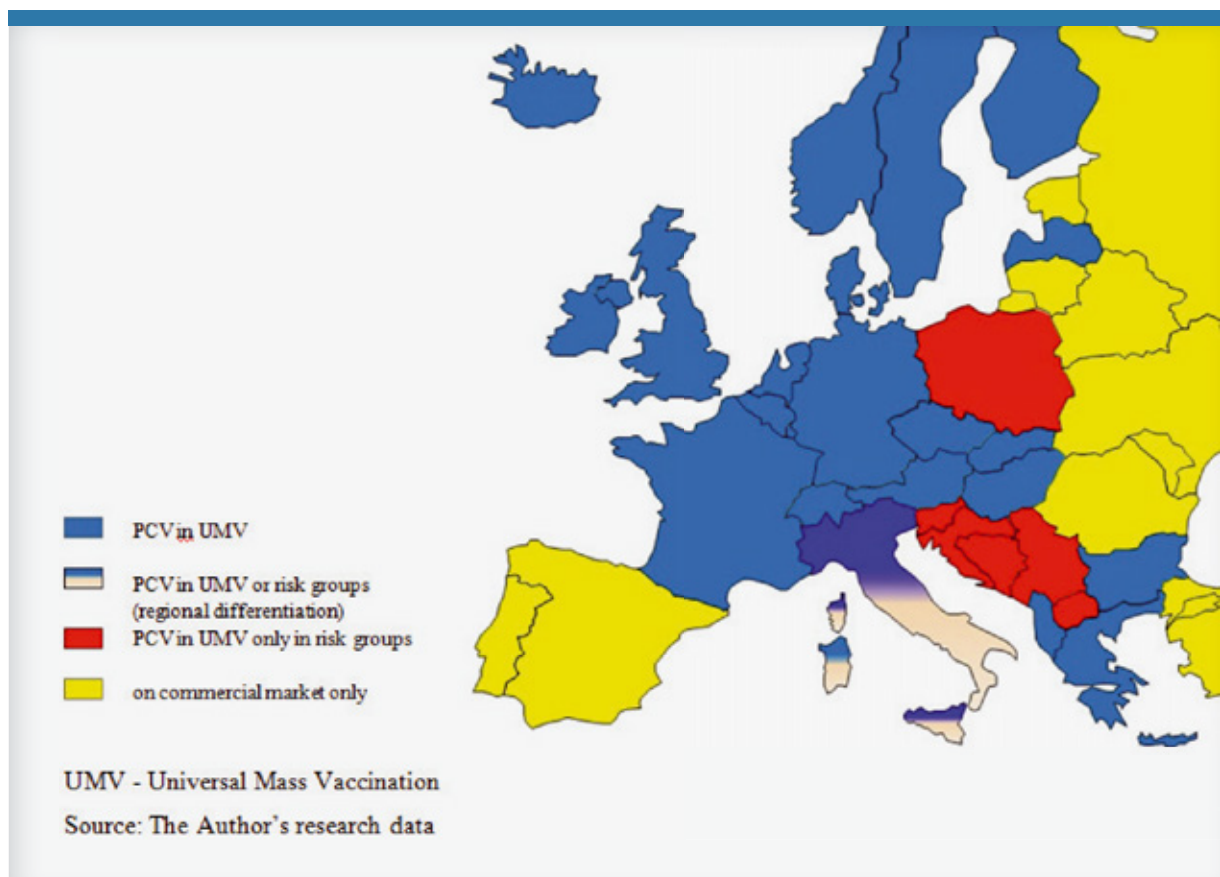 PCV in UMV
PCV in UMV or risk groups
(regional differentiation)
PCV in UMV only in risk groups
on commercial market only
UMV - Universal Mass Vaccination
Source: The Author's research data